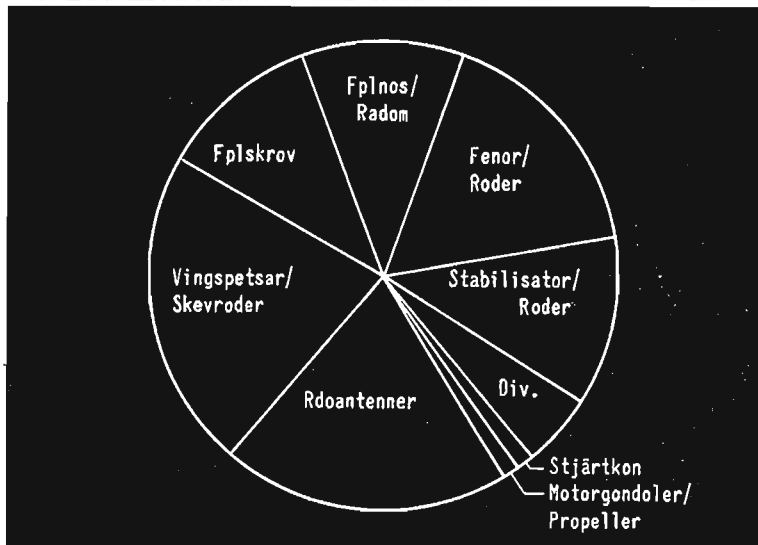 Fplnos/
Radom
Fenor/
Roder
Fplskrov
Vingspetsar/
Skevroder
Stabilisator/
Roder
Div.
Rdoantenner
Stjärtkon
Motorgondoler/
Propeller